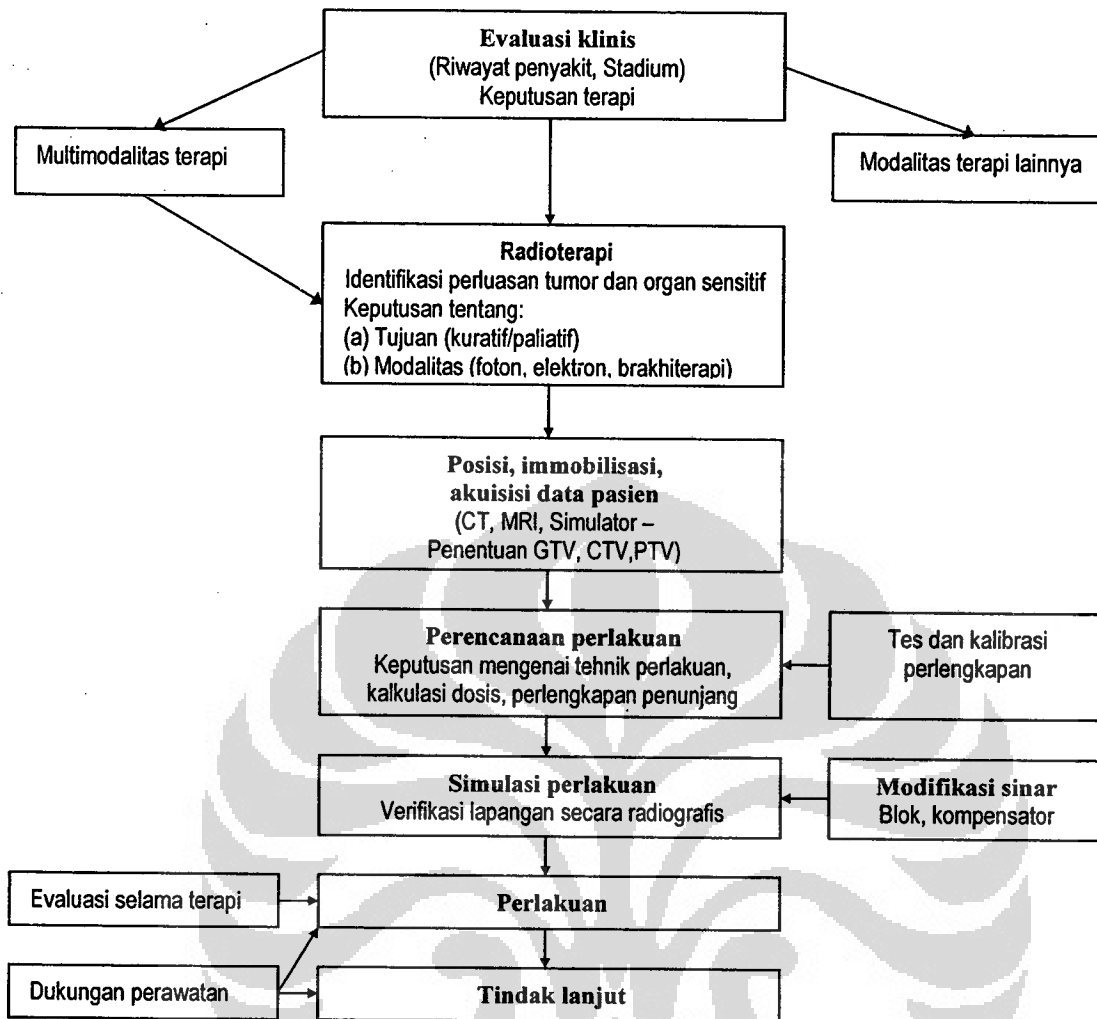 Evaluasi klinis
(Riwayat penyakit, Stadium)
Keputusan terapi
Multimodalitas terapi
Modalitas terapi lainnya
Radioterapi
Identifikasi perluasan tumor dan organ sensitif
Keputusan tentang:
(a) Tujuan (kuratif/paliatif)
(b) Modalitas (foton, elektron, brakhiterapi)
Posisi, immobilisasi,
akuisisi data pasien
(CT, MRI, Simulator –
Penentuan GTV, CTV,PTV)
Perencanaan perlakuan
Keputusan mengenai tehnik perlakuan,
kalkulasi dosis, perlengkapan penunjang
Tes dan kalibrasi
perlengkapan
Simulasi perlakuan
Verifikasi lapangan secara radiografis
Modifikasi sinar
Blok, kompensator
Evaluasi selama terapi
Perlakuan
Dukungan perawatan
Tindak lanjut